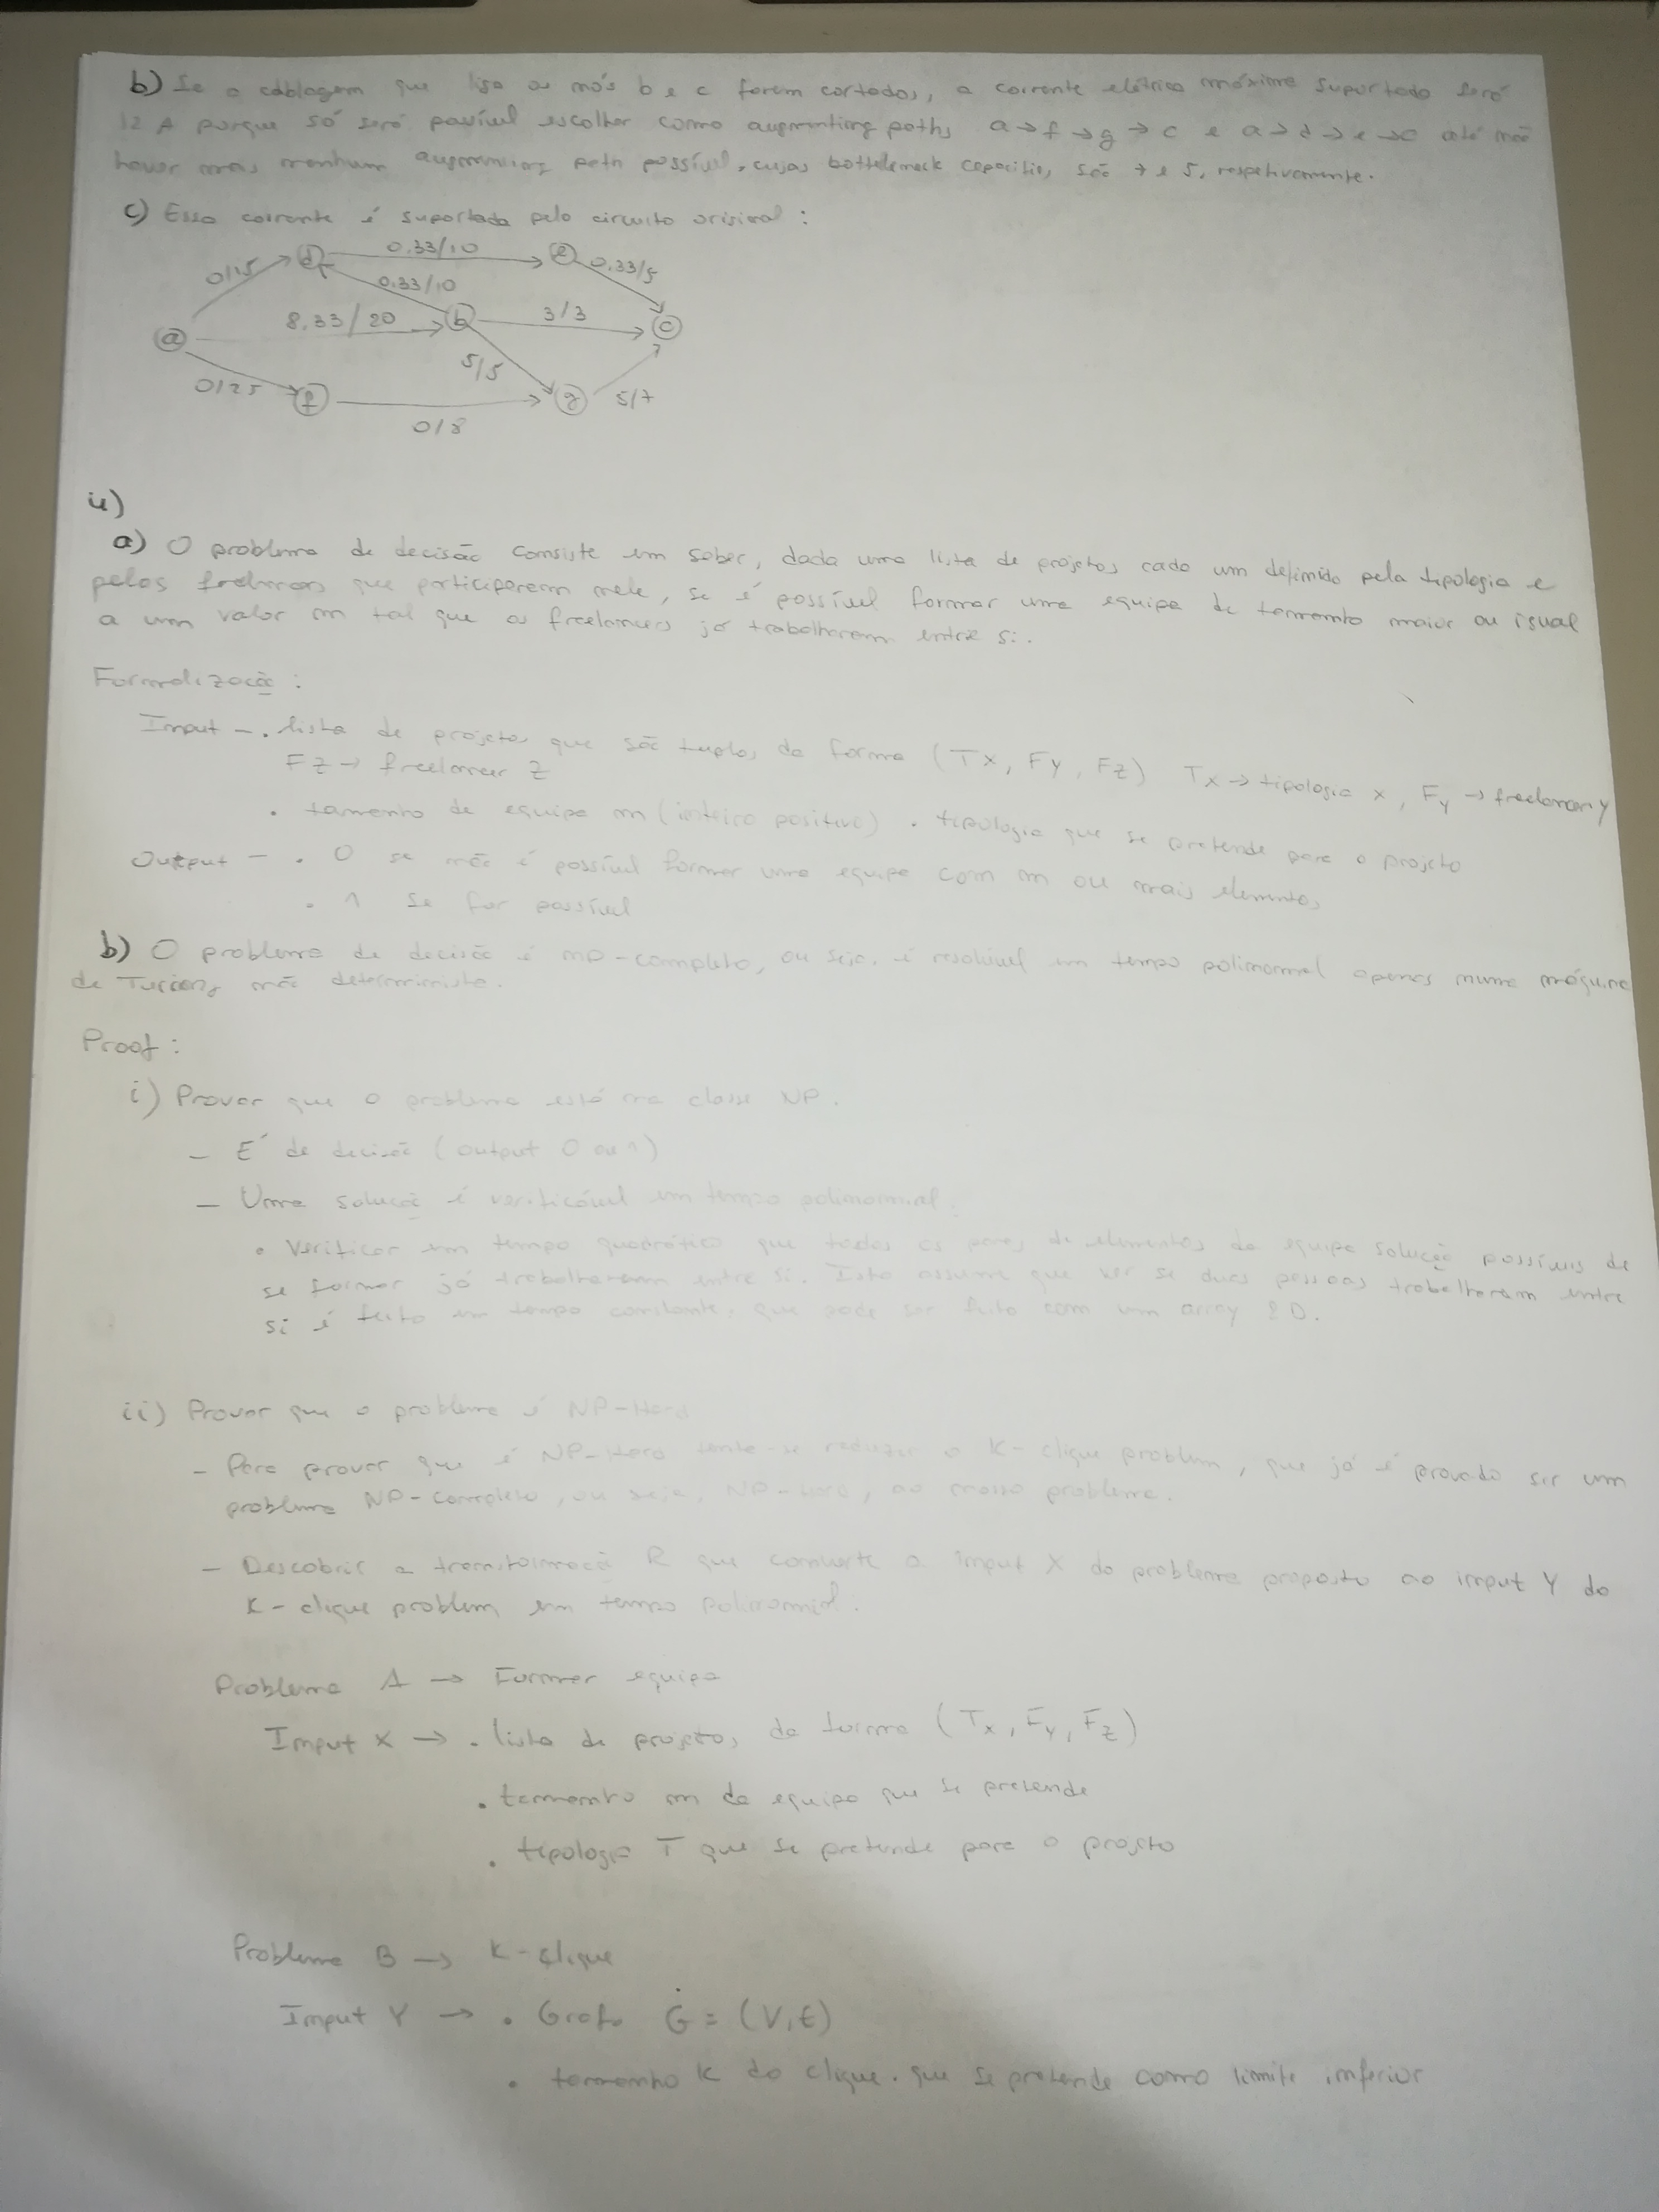 b) Se a cablagem que liga os nós b e c forem cortados, a corrente elétrica máxima suportada será
12 A porque só será possível escolher como augmenting paths a → f → g → c e a → d → e → c até não
haver mais nenhum augmenting path possível, cujas bottleneck capacities são 7 e 5, respetivamente.
c) Essa corrente é suportada pelo circuito original:
0/15 d 0.33/10 e 0.33/5
0.33/10
a 8.33/20 b 3/3 c
5/5
0/25 f g 5/7
0/8
4)
a) O problema de decisão consiste em saber, dada uma lista de projetos cada um definido pela tipologia e
pelos freelancers que participaram nele, se é possível formar uma equipa de tamanho maior ou igual
a um valor m tal que os freelancers já trabalharam entre si.
Formalização:
Input - . lista de projetos que são tuplos da forma (Tx, Fy, Fz) Tx → tipologia x, Fy → freelancer y
Fz → freelancer z
. tamanho de equipa m (inteiro positivo) . tipologia que se pretende para o projeto
Output - . 0 se não é possível formar uma equipa com m ou mais elementos
. 1 se for possível
b) O problema de decisão é np-completo, ou seja, é resolúvel em tempo polinomial apenas numa máquina
de Turing não determinista.
Proof:
i) Provar que o problema está na classe NP.
- É de decisão (output 0 ou 1)
- Uma solução é verificável em tempo polinomial.
. Verificar em tempo quadrático que todos os pares de elementos da equipa solução possíveis de
se formar já trabalharam entre si. Isto assume que ver se duas pessoas trabalharam entre
si é feito em tempo constante, que pode ser feito com um array 2D.
ii) Provar que o problema é NP-Hard
- Para provar que é NP-Hard tenta-se reduzir o K-clique problem, que já é provado ser um
problema NP-completo, ou seja, NP-Hard, ao nosso problema.
- Descobrir a transformação R que converte o input X do problema proposto ao input Y do
K-clique problem em tempo polinomial:
Problema A → Formar equipa
Input X → . lista de projetos da forma (Tx, Fy, Fz)
. tamanho m da equipa que se pretende
. tipologia T que se pretende para o projeto
Problema B → K-clique
Input Y → . Grafo G = (V, E)
. tamanho K do clique que se pretende como limite inferior